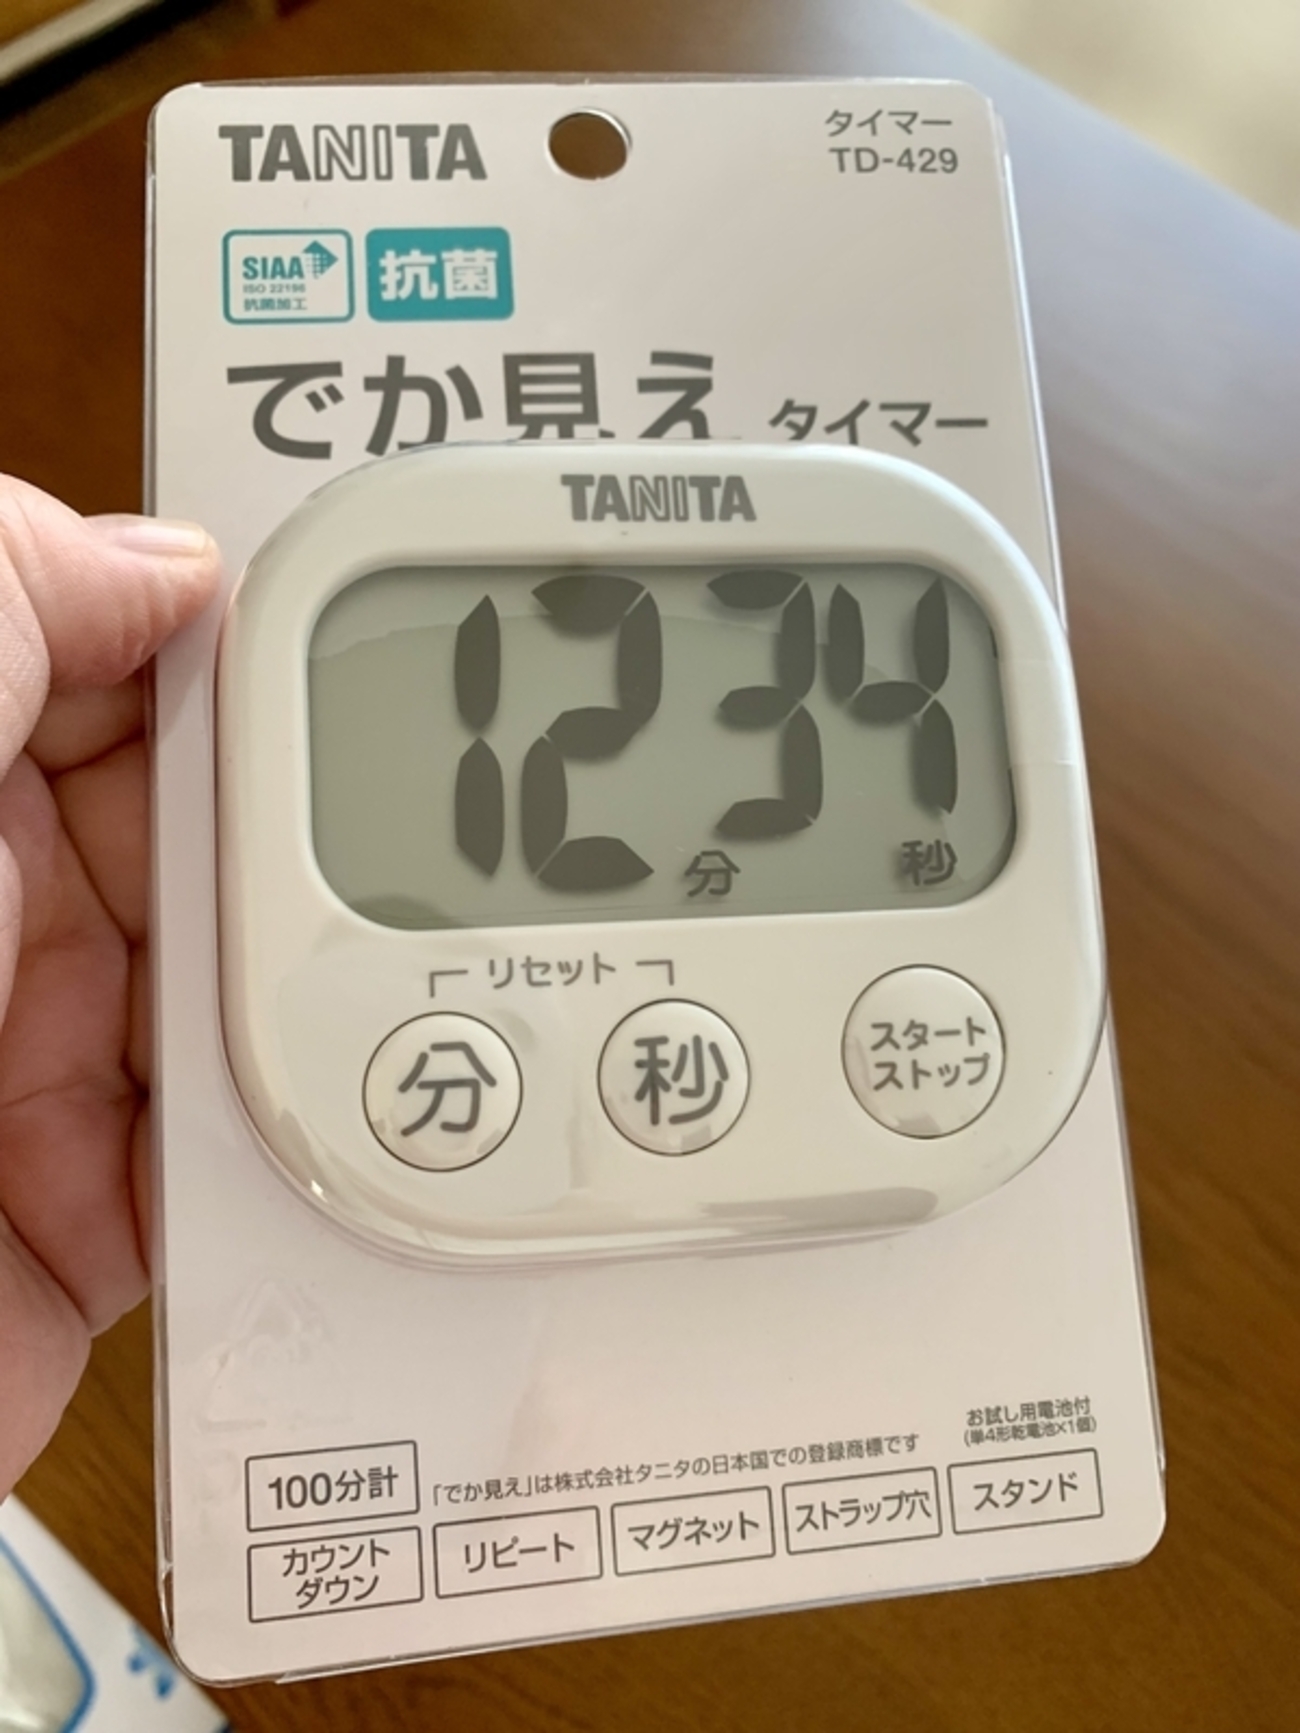 TANITA
タイマー
TD-429
SIAA
ISO 22196
抗菌加工
抗菌
でか見え タイマー
TANITA
12 34
分 秒
リセット
分
秒
スタート
ストップ
お試し用電池付
(単4形乾電池×1個)
「でか見え」は株式会社タニタの日本国での登録商標です
100分計
カウント
ダウン
リピート
マグネット
ストラップ穴
スタンド